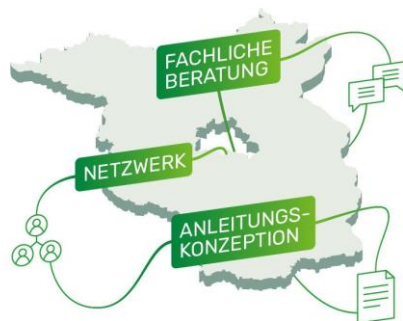 FACHLICHE
BERATUNG
NETZWERK
ANLEITUNGS-
KONZEPTION